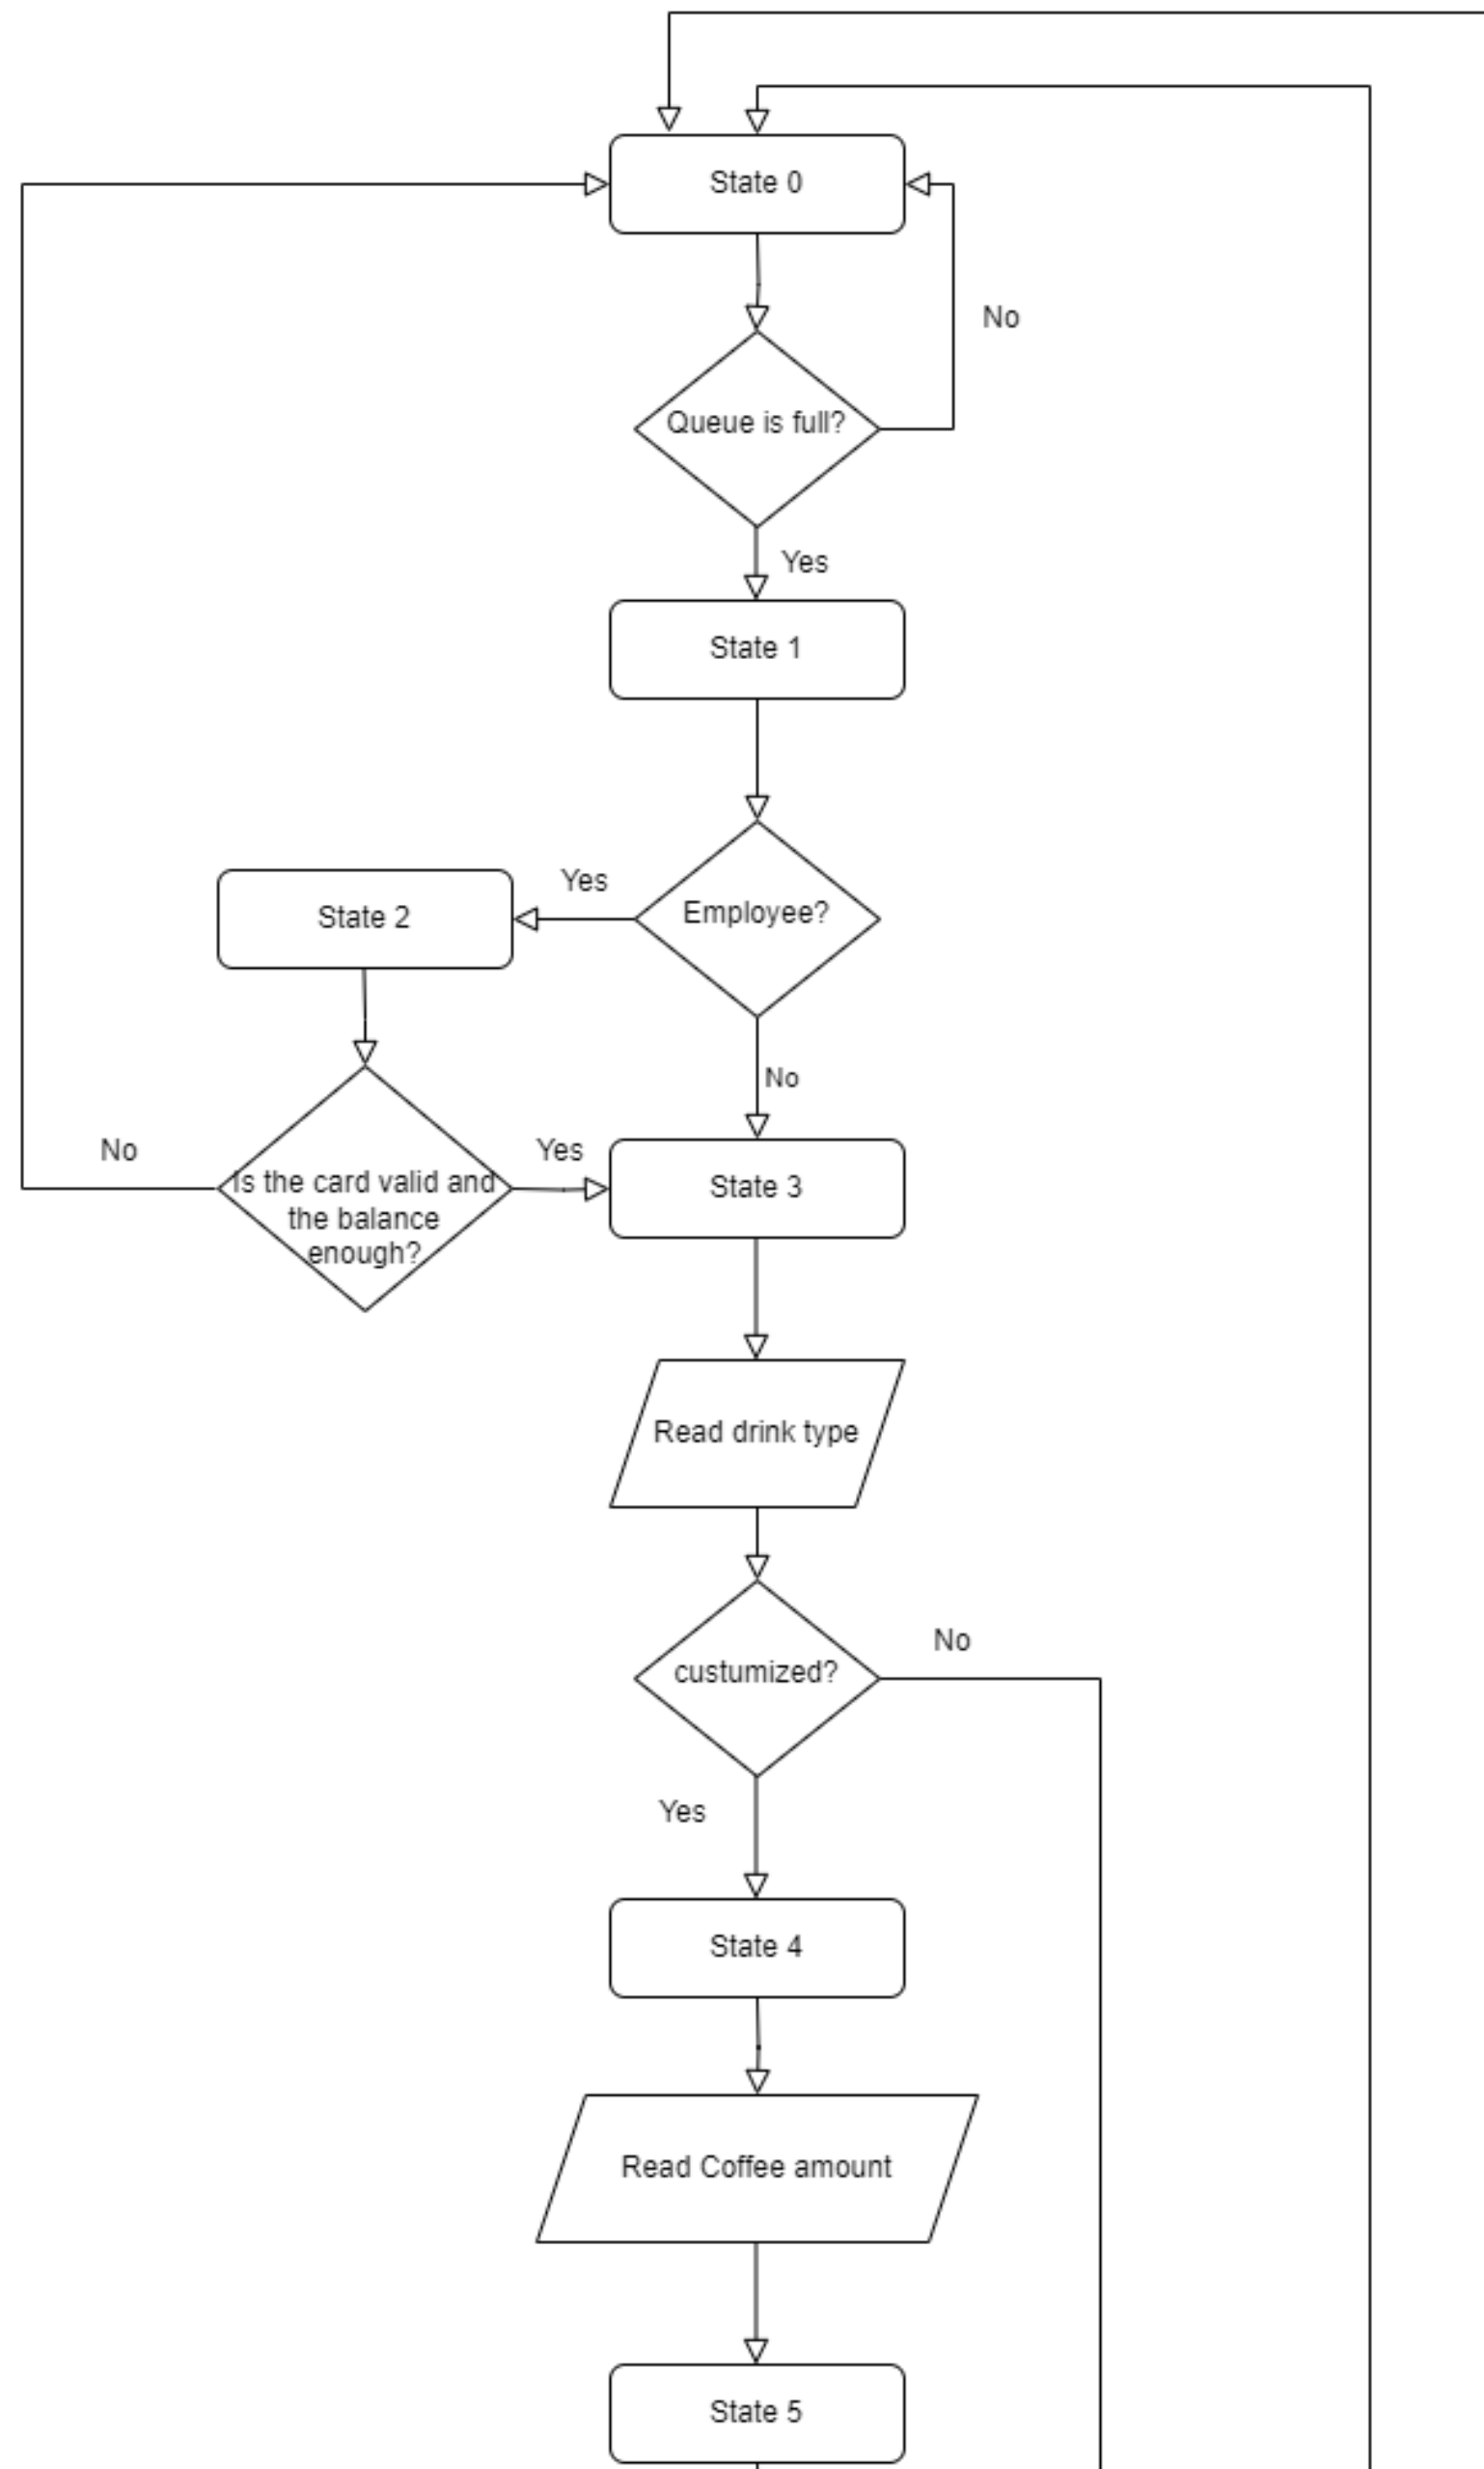 State 0
No
Queue is full?
Yes
State 1
Yes
Employee?
State 2
No
No
Yes
Is the card valid and
the balance
enough?
State 3
Read drink type
No
custumized?
Yes
State 4
Read Coffee amount
State 5